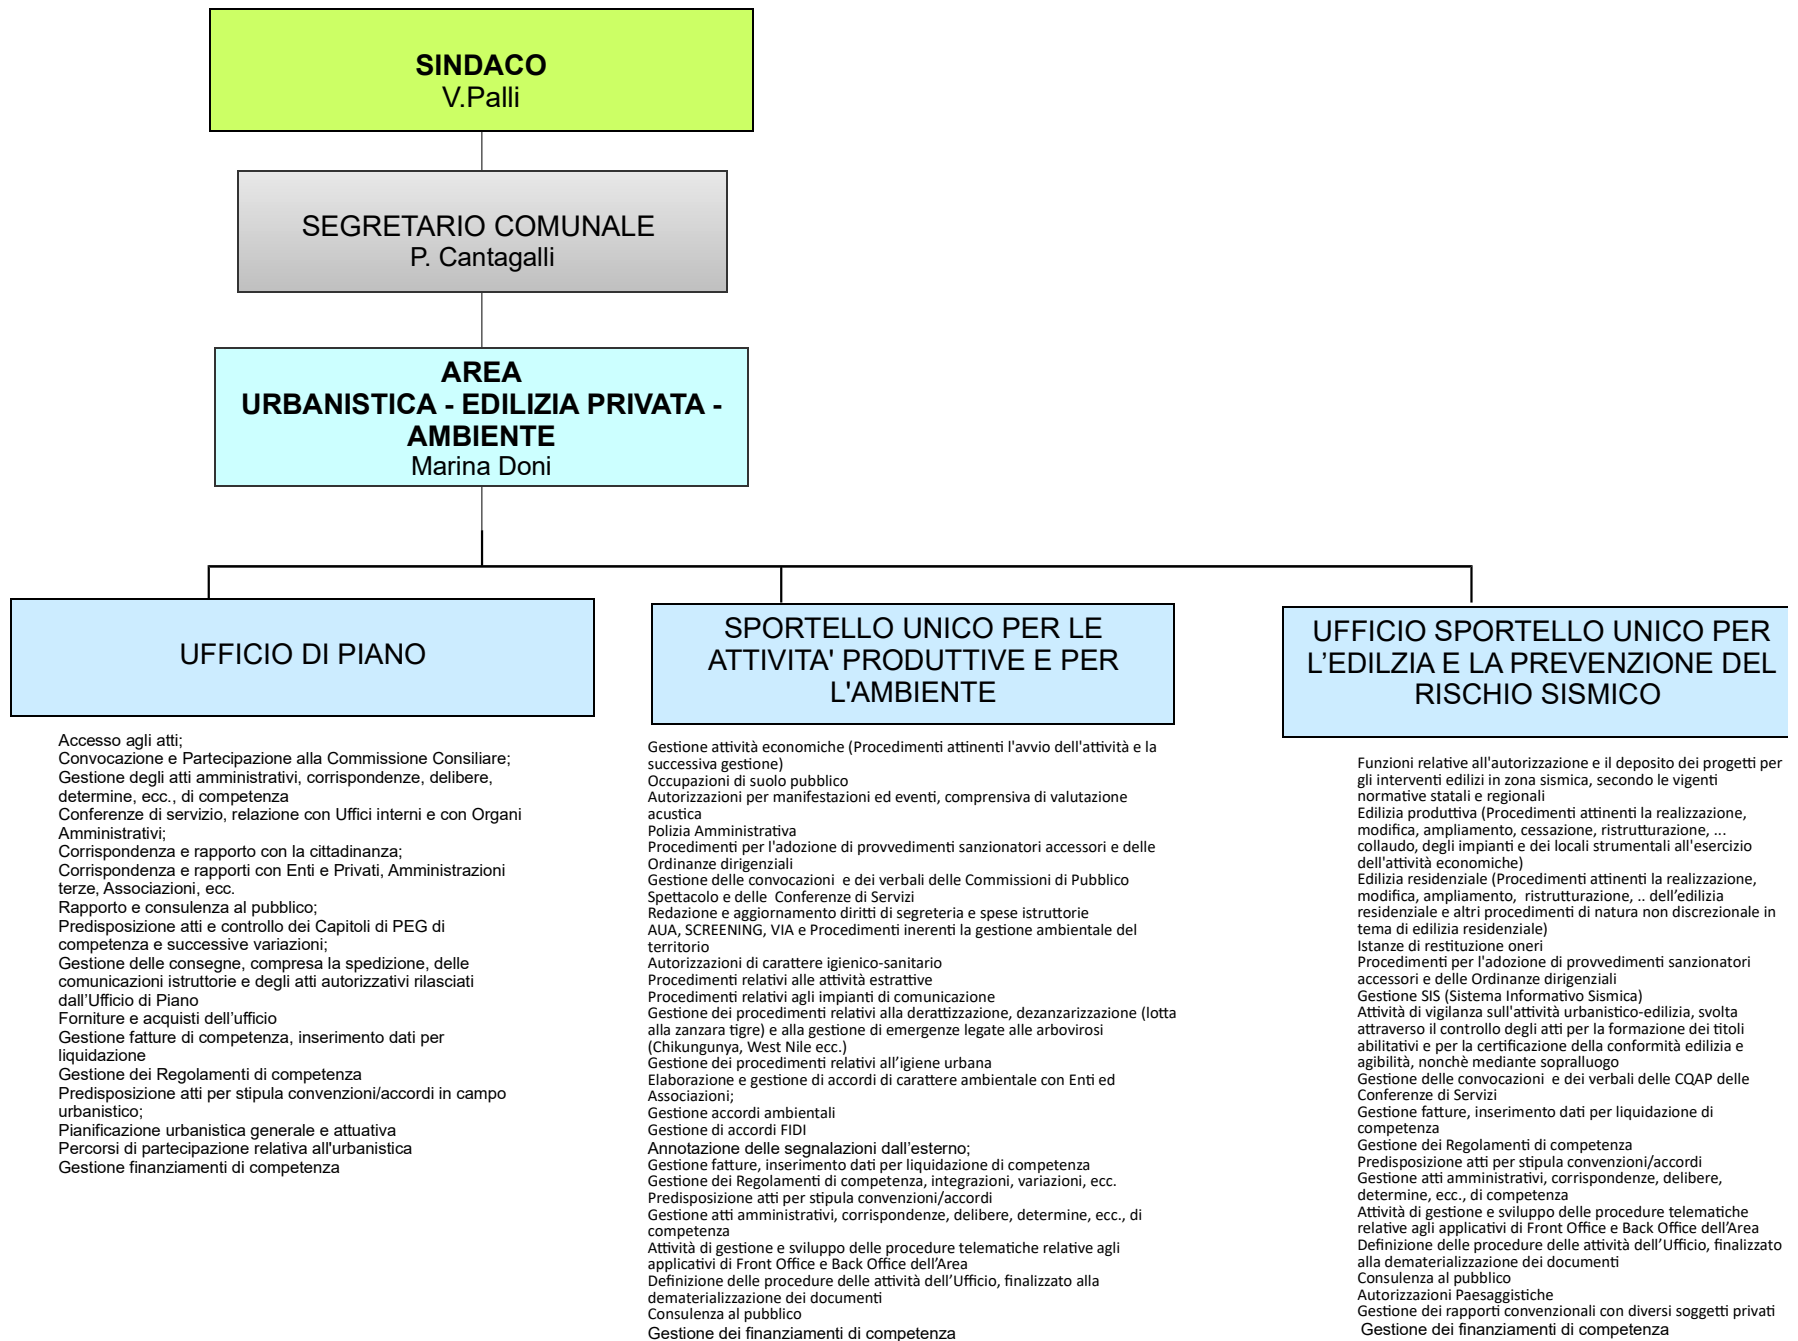 SINDACO
V.Palli
SEGRETARIO COMUNALE
P. Cantagalli
AREA
URBANISTICA - EDILIZIA PRIVATA -
AMBIENTE
Marina Doni
UFFICIO DI PIANO
Accesso agli atti;
Convocazione e Partecipazione alla Commissione Consiliare;
Gestione degli atti amministrativi, corrispondenze, delibere,
determine, ecc., di competenza
Conferenze di servizio, relazione con Uffici interni e con Organi
Amministrativi;
Corrispondenza e rapporto con la cittadinanza;
Corrispondenza e rapporti con Enti e Privati, Amministrazioni
terze, Associazioni, ecc.
Rapporto e consulenza al pubblico;
Predisposizione atti e controllo dei Capitoli di PEG di
competenza e successive variazioni;
Gestione delle consegne, compresa la spedizione, delle
comunicazioni istruttorie e degli atti autorizzativi rilasciati
dall'Ufficio di Piano
Forniture e acquisti dell'ufficio
Gestione fatture di competenza, inserimento dati per
liquidazione
Gestione dei Regolamenti di competenza
Predisposizione atti per stipula convenzioni/accordi in campo
urbanistico;
Pianificazione urbanistica generale e attuativa
Percorsi di partecipazione relativa all'urbanistica
Gestione finanziamenti di competenza
SPORTELLO UNICO PER LE
ATTIVITA' PRODUTTIVE E PER
L'AMBIENTE
Gestione attività economiche (Procedimenti attinenti l'avvio dell'attività e la
successiva gestione)
Occupazioni di suolo pubblico
Autorizzazioni per manifestazioni ed eventi, comprensiva di valutazione
acustica
Polizia Amministrativa
Procedimenti per l'adozione di provvedimenti sanzionatori accessori e delle
Ordinanze dirigenziali
Gestione delle convocazioni  e dei verbali delle Commissioni di Pubblico
Spettacolo e delle  Conferenze di Servizi
Redazione e aggiornamento diritti di segreteria e spese istruttorie
AUA, SCREENING, VIA e Procedimenti inerenti la gestione ambientale del
territorio
Autorizzazioni di carattere igienico-sanitario
Procedimenti relativi alle attività estrattive
Procedimenti relativi agli impianti di comunicazione
Gestione dei procedimenti relativi alla derattizzazione, dezanzarizzazione (lotta
alla zanzara tigre) e alla gestione di emergenze legate alle arbovirosi
(Chikungunya, West Nile ecc.)
Gestione dei procedimenti relativi all'igiene urbana
Elaborazione e gestione di accordi di carattere ambientale con Enti ed
Associazioni;
Gestione accordi ambientali
Gestione di accordi FIDI
Annotazione delle segnalazioni dall'esterno;
Gestione fatture, inserimento dati per liquidazione di competenza
Gestione dei Regolamenti di competenza, integrazioni, variazioni, ecc.
Predisposizione atti per stipula convenzioni/accordi
Gestione atti amministrativi, corrispondenze, delibere, determine, ecc., di
competenza
Attività di gestione e sviluppo delle procedure telematiche relative agli
applicativi di Front Office e Back Office dell'Area
Definizione delle procedure delle attività dell'Ufficio, finalizzato alla
dematerializzazione dei documenti
Consulenza al pubblico
Gestione dei finanziamenti di competenza
UFFICIO SPORTELLO UNICO PER
L’EDILZIA E LA PREVENZIONE DEL
RISCHIO SISMICO
Funzioni relative all'autorizzazione e il deposito dei progetti per
gli interventi edilizi in zona sismica, secondo le vigenti
normative statali e regionali
Edilizia produttiva (Procedimenti attinenti la realizzazione,
modifica, ampliamento, cessazione, ristrutturazione, ...
collaudo, degli impianti e dei locali strumentali all'esercizio
dell'attività economiche)
Edilizia residenziale (Procedimenti attinenti la realizzazione,
modifica, ampliamento,  ristrutturazione, .. dell'edilizia
residenziale e altri procedimenti di natura non discrezionale in
tema di edilizia residenziale)
Istanze di restituzione oneri
Procedimenti per l'adozione di provvedimenti sanzionatori
accessori e delle Ordinanze dirigenziali
Gestione SIS (Sistema Informativo Sismica)
Attività di vigilanza sull'attività urbanistico-edilizia, svolta
attraverso il controllo degli atti per la formazione dei titoli
abilitativi e per la certificazione della conformità edilizia e
agibilità, nonchè mediante sopralluogo
Gestione delle convocazioni  e dei verbali delle CQAP delle
Conferenze di Servizi
Gestione fatture, inserimento dati per liquidazione di
competenza
Gestione dei Regolamenti di competenza
Predisposizione atti per stipula convenzioni/accordi
Gestione atti amministrativi, corrispondenze, delibere,
determine, ecc., di competenza
Attività di gestione e sviluppo delle procedure telematiche
relative agli applicativi di Front Office e Back Office dell'Area
Definizione delle procedure delle attività dell'Ufficio, finalizzato
alla dematerializzazione dei documenti
Consulenza al pubblico
Autorizzazioni Paesaggistiche
Gestione dei rapporti convenzionali con diversi soggetti privati
Gestione dei finanziamenti di competenza